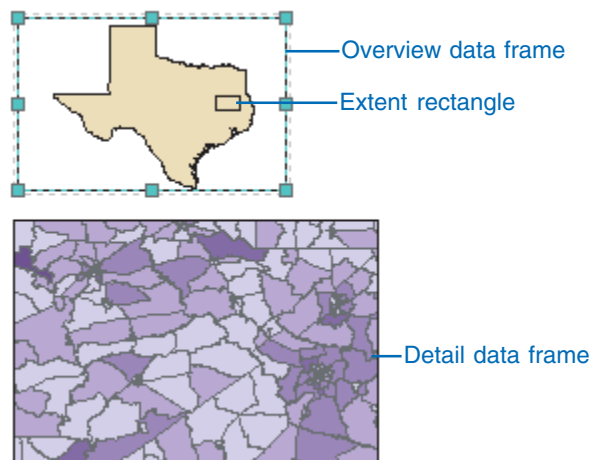 Overview data frame
Extent rectangle
Detail data frame